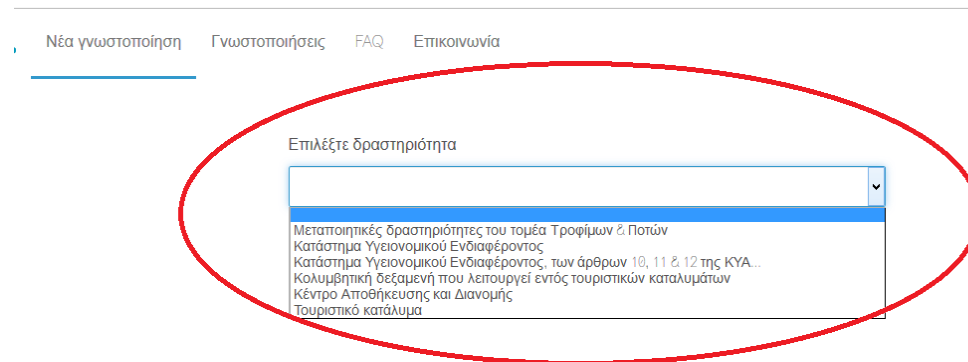 Νέα γνωστοποίηση Γνωστοποιήσεις FAQ Επικοινωνία
Επιλέξτε δραστηριότητα
Μεταποιητικές δραστηριότητες του τομέα Τροφίμων & Ποτών
Κατάστημα Υγειονομικού Ενδιαφέροντος
Κατάστημα Υγειονομικού Ενδιαφέροντος, των άρθρων 10, 11 & 12 της ΚΥΑ...
Κολυμβητική δεξαμενή που λειτουργεί εντός τουριστικών καταλυμάτων
Κέντρο Αποθήκευσης και Διανομής
Τουριστικό κατάλυμα